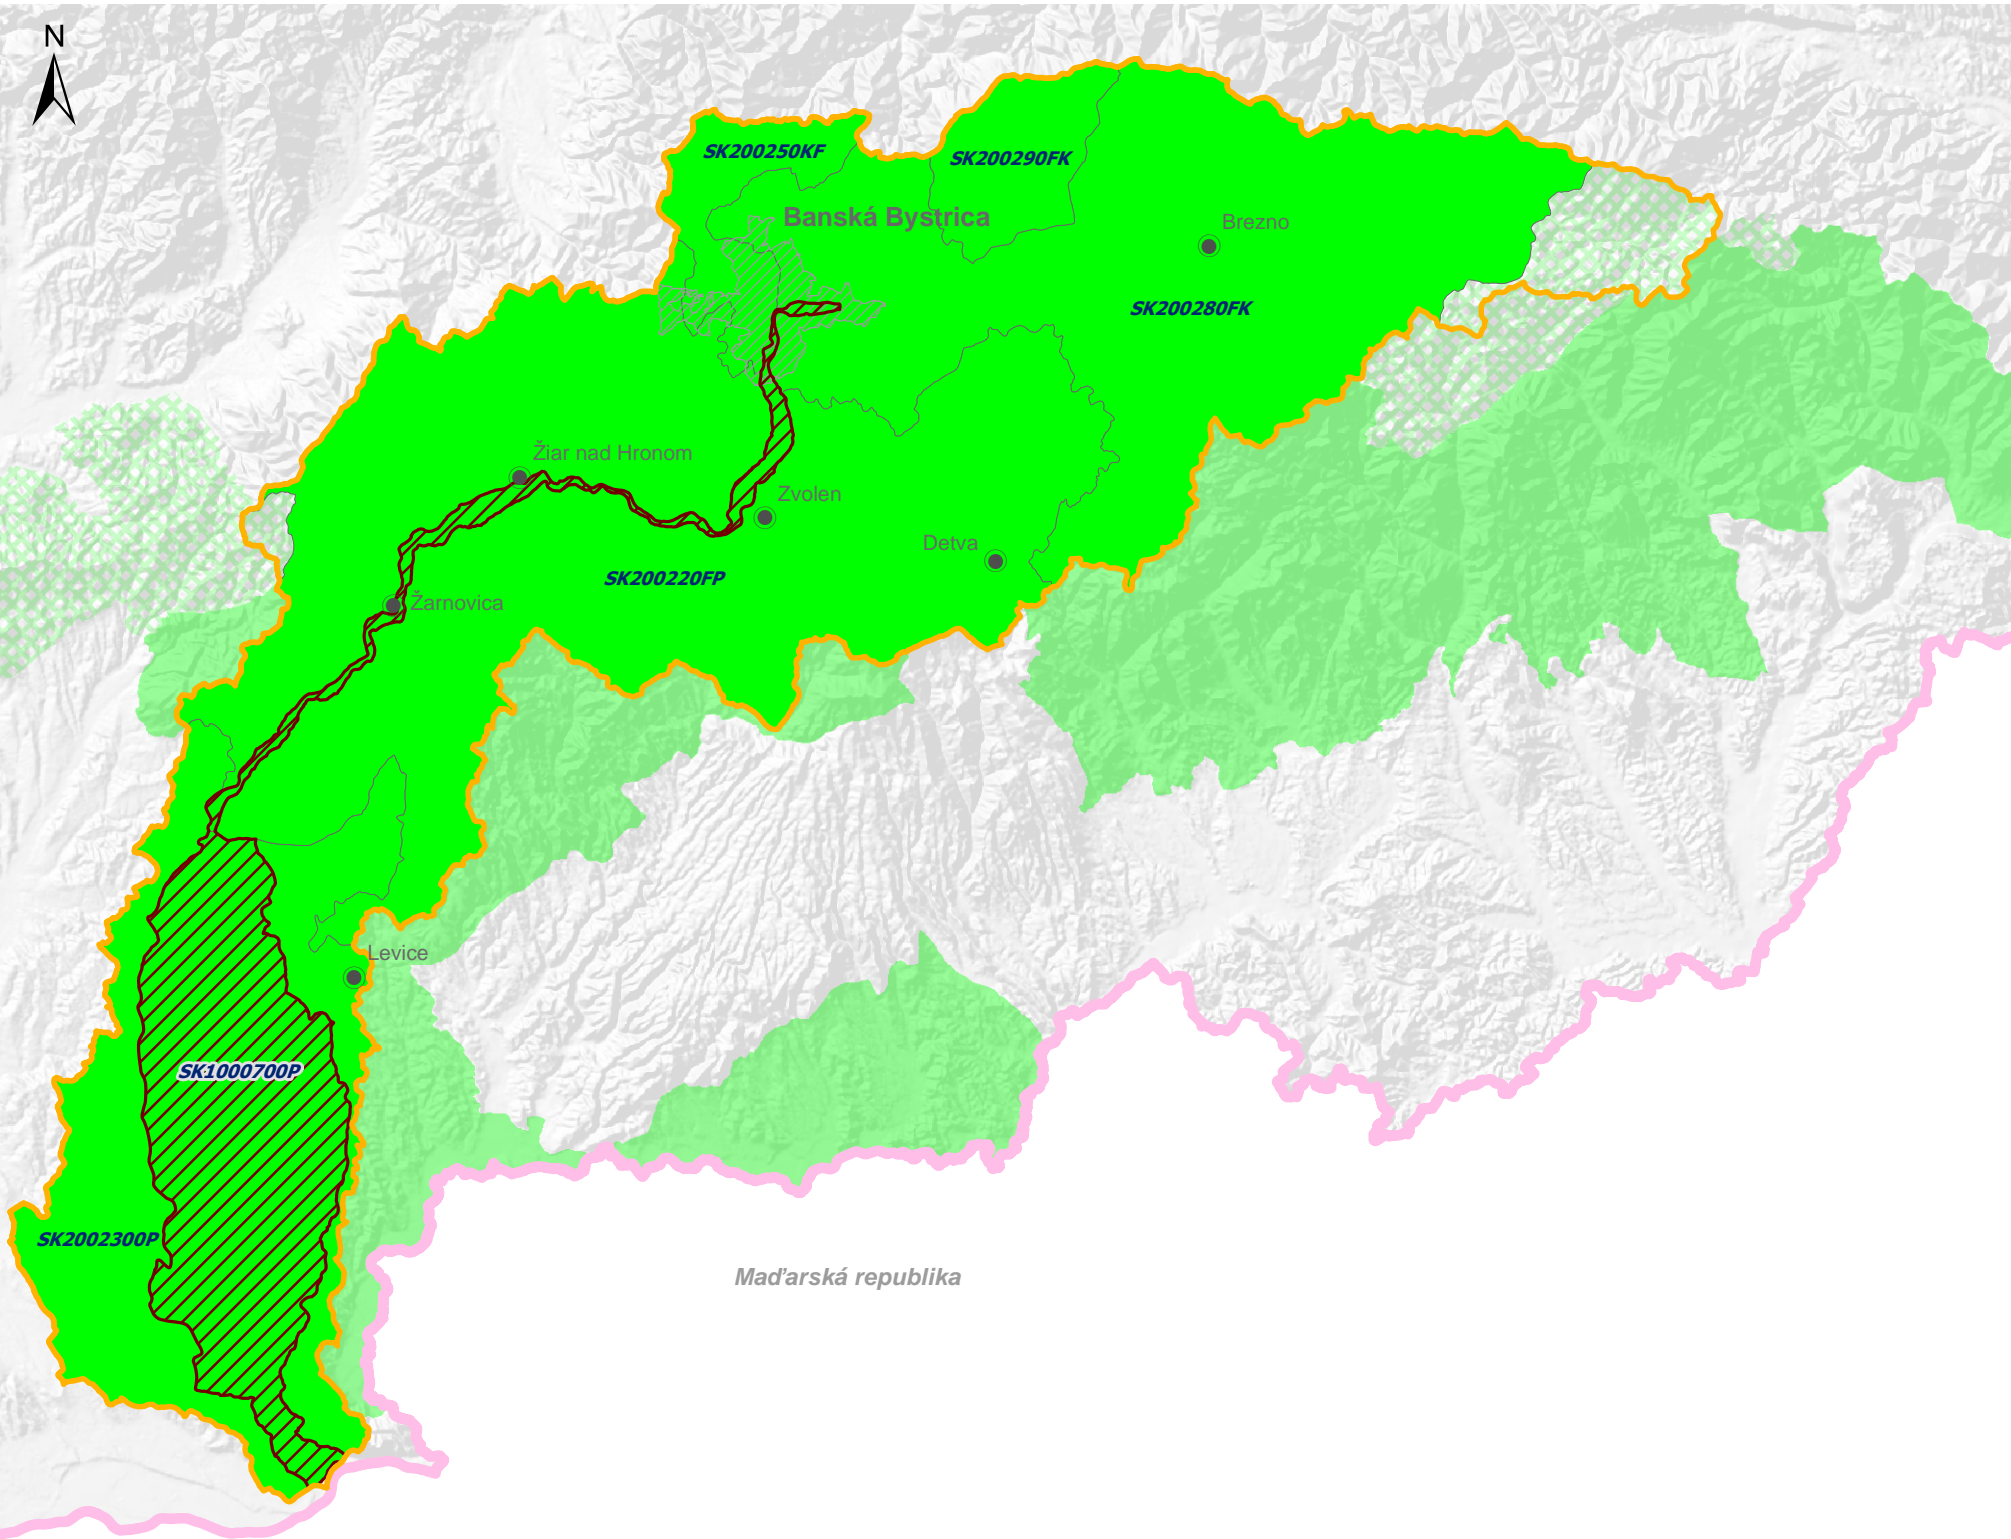 N
SK200250KF
SK200290FK
Banská Bystrica
Brezno
SK200280FK
Žiar nad Hronom
Zvolen
Detva
SK200220FP
Žarnovica
Levice
SK1000700P
SK2002300P
Maďarská republika